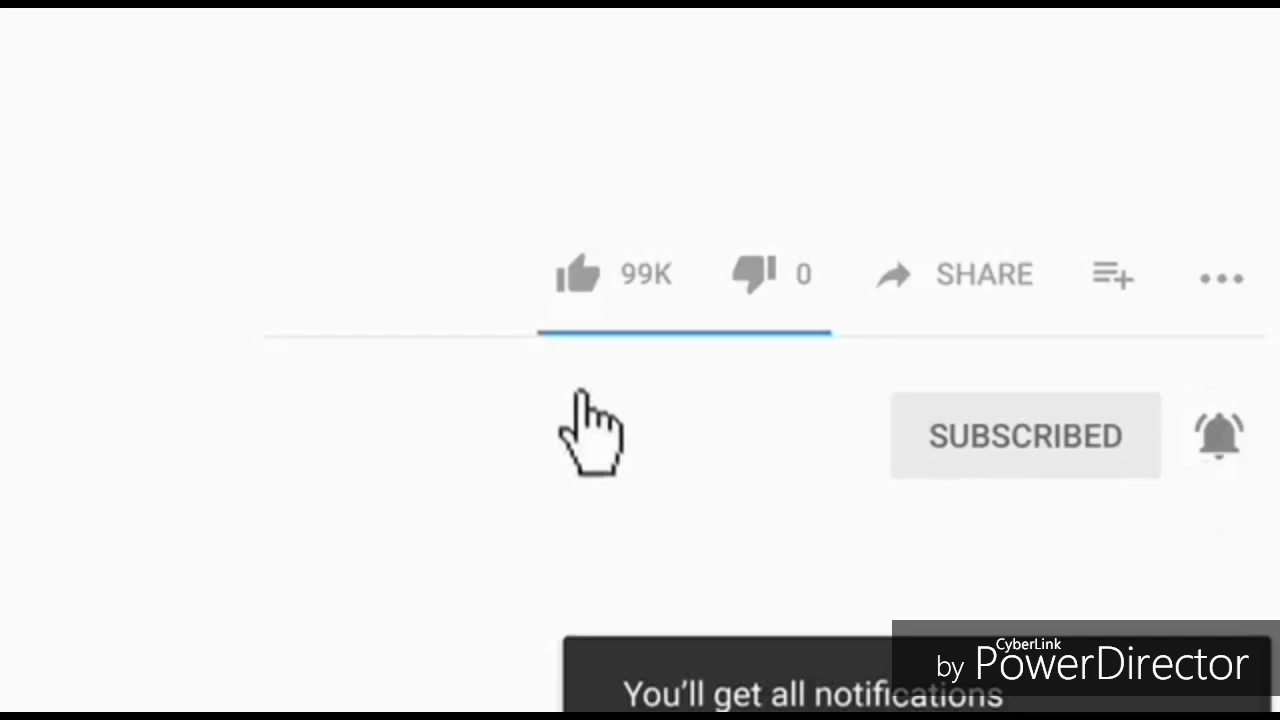 99K 0 SHARE
SUBSCRIBED
You'll get all notifications
CyberLink
by PowerDirector